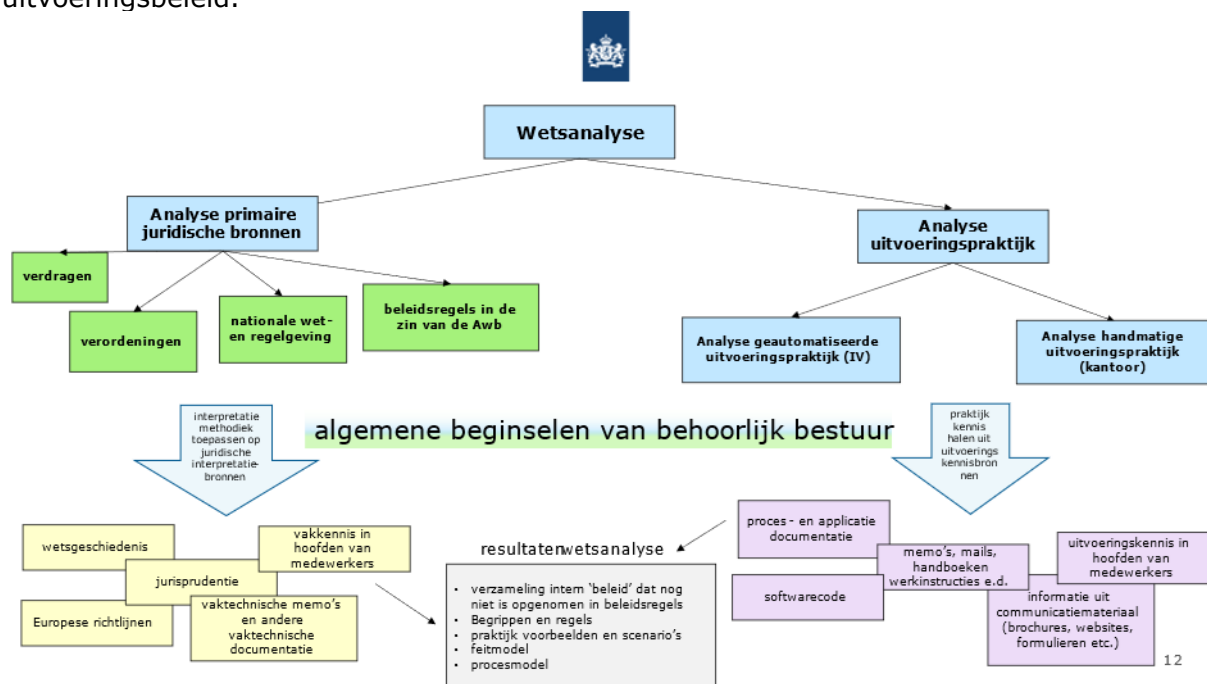 uitvoeringsbeleid.
Wetsanalyse
Analyse primaire
juridische bronnen
Analyse
uitvoeringspraktijk
verdragen
verordeningen
nationale wet-
en regelgeving
beleidsregels in de
zin van de Awb
Analyse geautomatiseerde
uitvoeringspraktijk (IV)
Analyse handmatige
uitvoeringspraktijk
(kantoor)
interpretatie
methodiek
toepassen op
juridische
interpretatie-
bronnen
algemene beginselen van behoorlijk bestuur
praktijk
kennis
halen uit
uitvoerings
kennisbron
nen
wetsgeschiedenis
vakkennis in
hoofden van
medewerkers
jurisprudentie
Europese richtlijnen
vaktechnische memo's
en andere
vaktechnische
documentatie
resultatenwetsanalyse
• verzameling intern 'beleid' dat nog
niet is opgenomen in beleidsregels
• Begrippen en regels
• praktijk voorbeelden en scenario's
• feitmodel
• procesmodel
proces - en applicatie
documentatie
memo's, mails,
handboeken
werkinstructies e.d.
uitvoeringskennis in
hoofden van
medewerkers
softwarecode
informatie uit
communicatiemateriaal
(brochures, websites,
formulieren etc.)
12